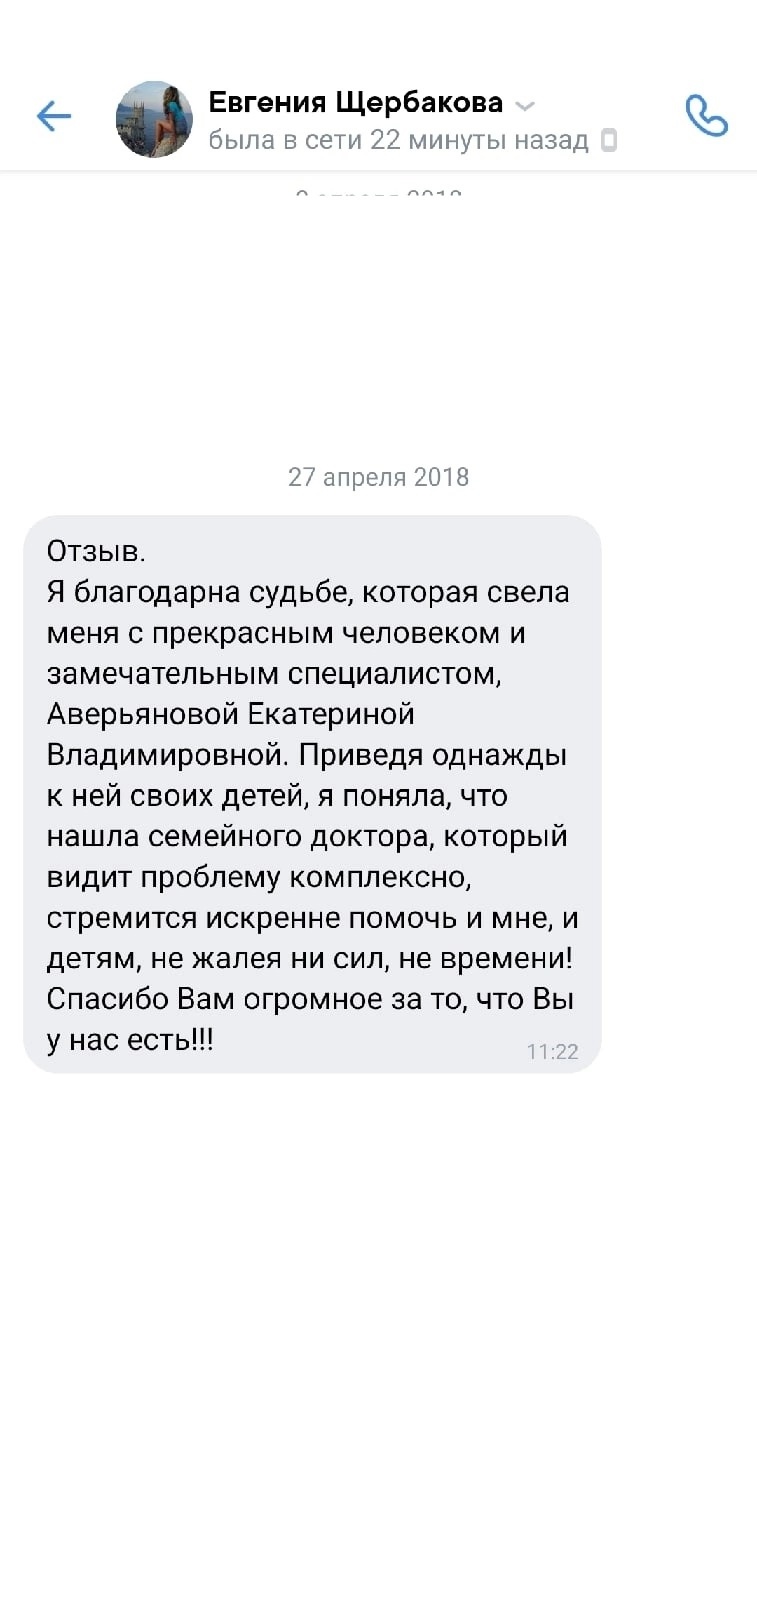 Евгения Щербакова
была в сети 22 минуты назад
27 апреля 2018
Отзыв.
Я благодарна судьбе, которая свела
меня с прекрасным человеком и
замечательным специалистом,
Аверьяновой Екатериной
Владимировной. Приведя однажды
к ней своих детей, я поняла, что
нашла семейного доктора, который
видит проблему комплексно,
стремится искренне помочь и мне, и
детям, не жалея ни сил, не времени!
Спасибо Вам огромное за то, что Вы
у нас есть!!!
11:22